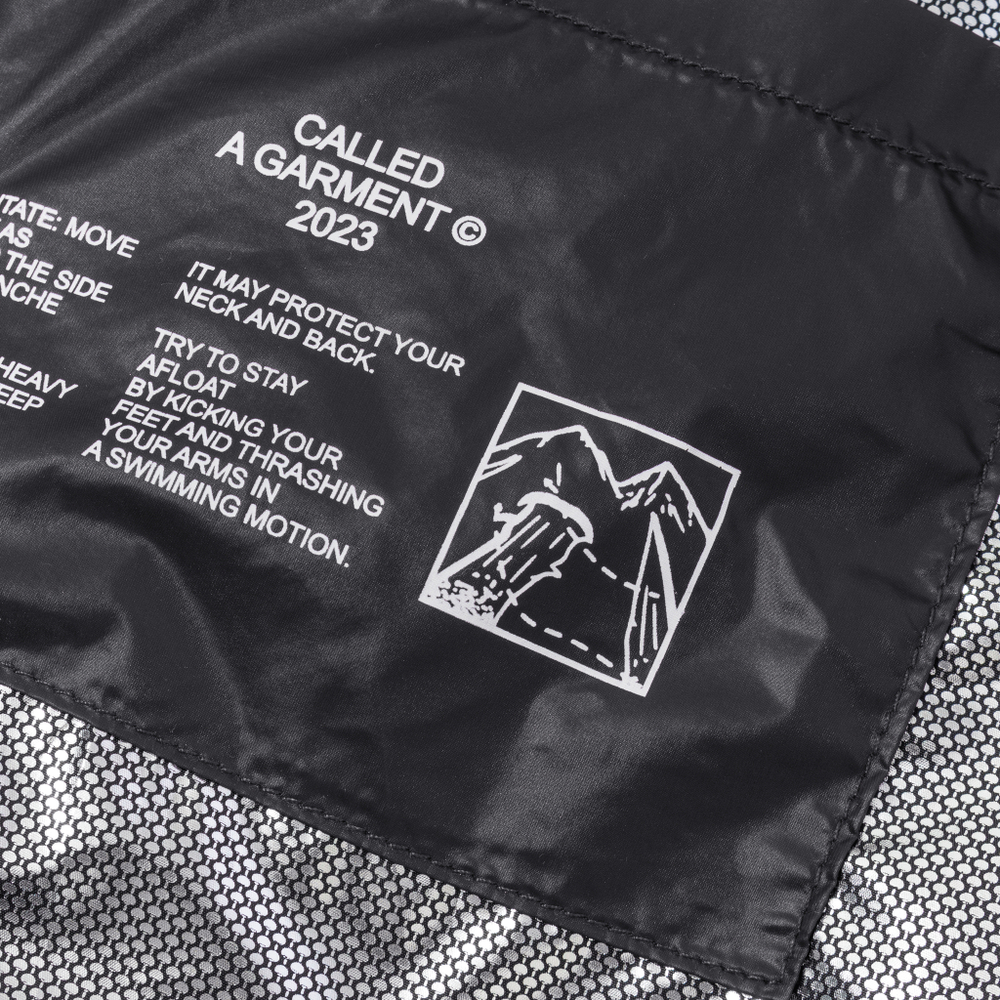 CALLED
A GARMENT ©
2023
TATE: MOVE
AS
THE SIDE
NCHE
HEAVY
EEP
IT MAY PROTECT YOUR
NECK AND BACK.
TRY TO STAY
AFLOAT
BY KICKING YOUR
FEET AND THRASHING
YOUR ARMS IN
A SWIMMING MOTION.